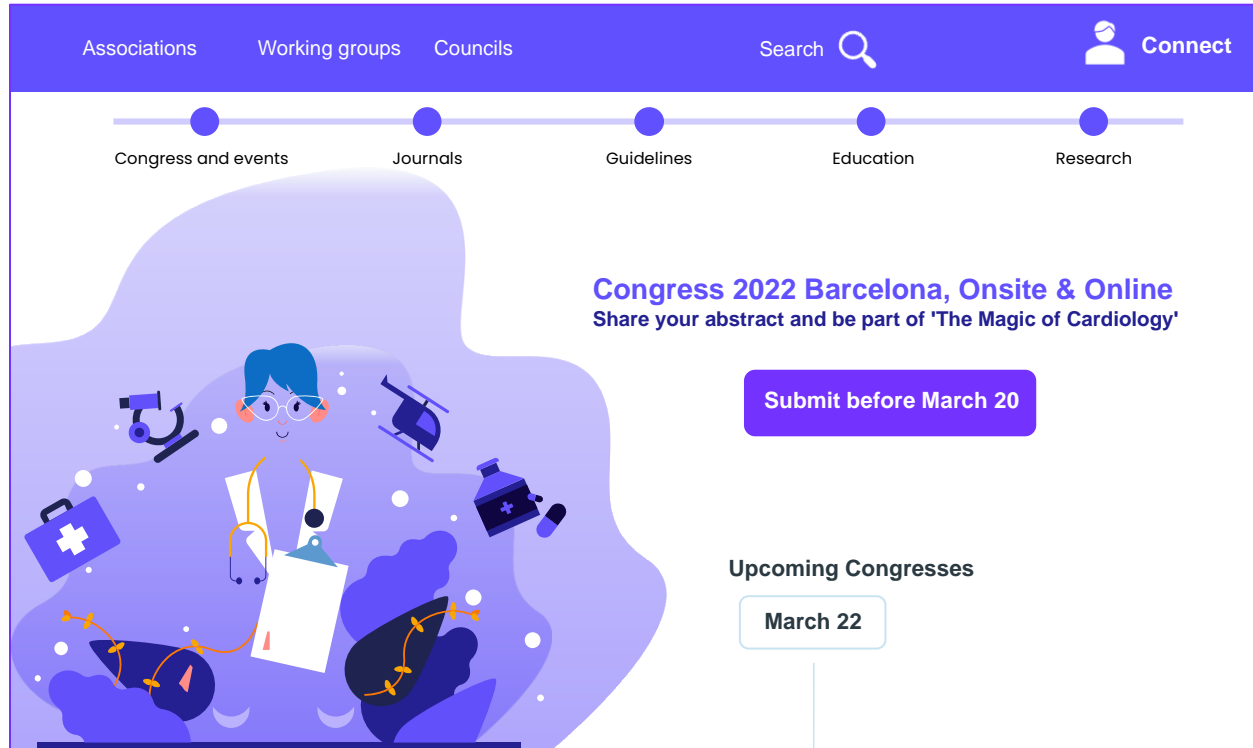 Associations Working groups Councils Search Connect
Congress and events Journals Guidelines Education Research
Congress 2022 Barcelona, Onsite & Online
Share your abstract and be part of 'The Magic of Cardiology'
Submit before March 20
Upcoming Congresses
March 22